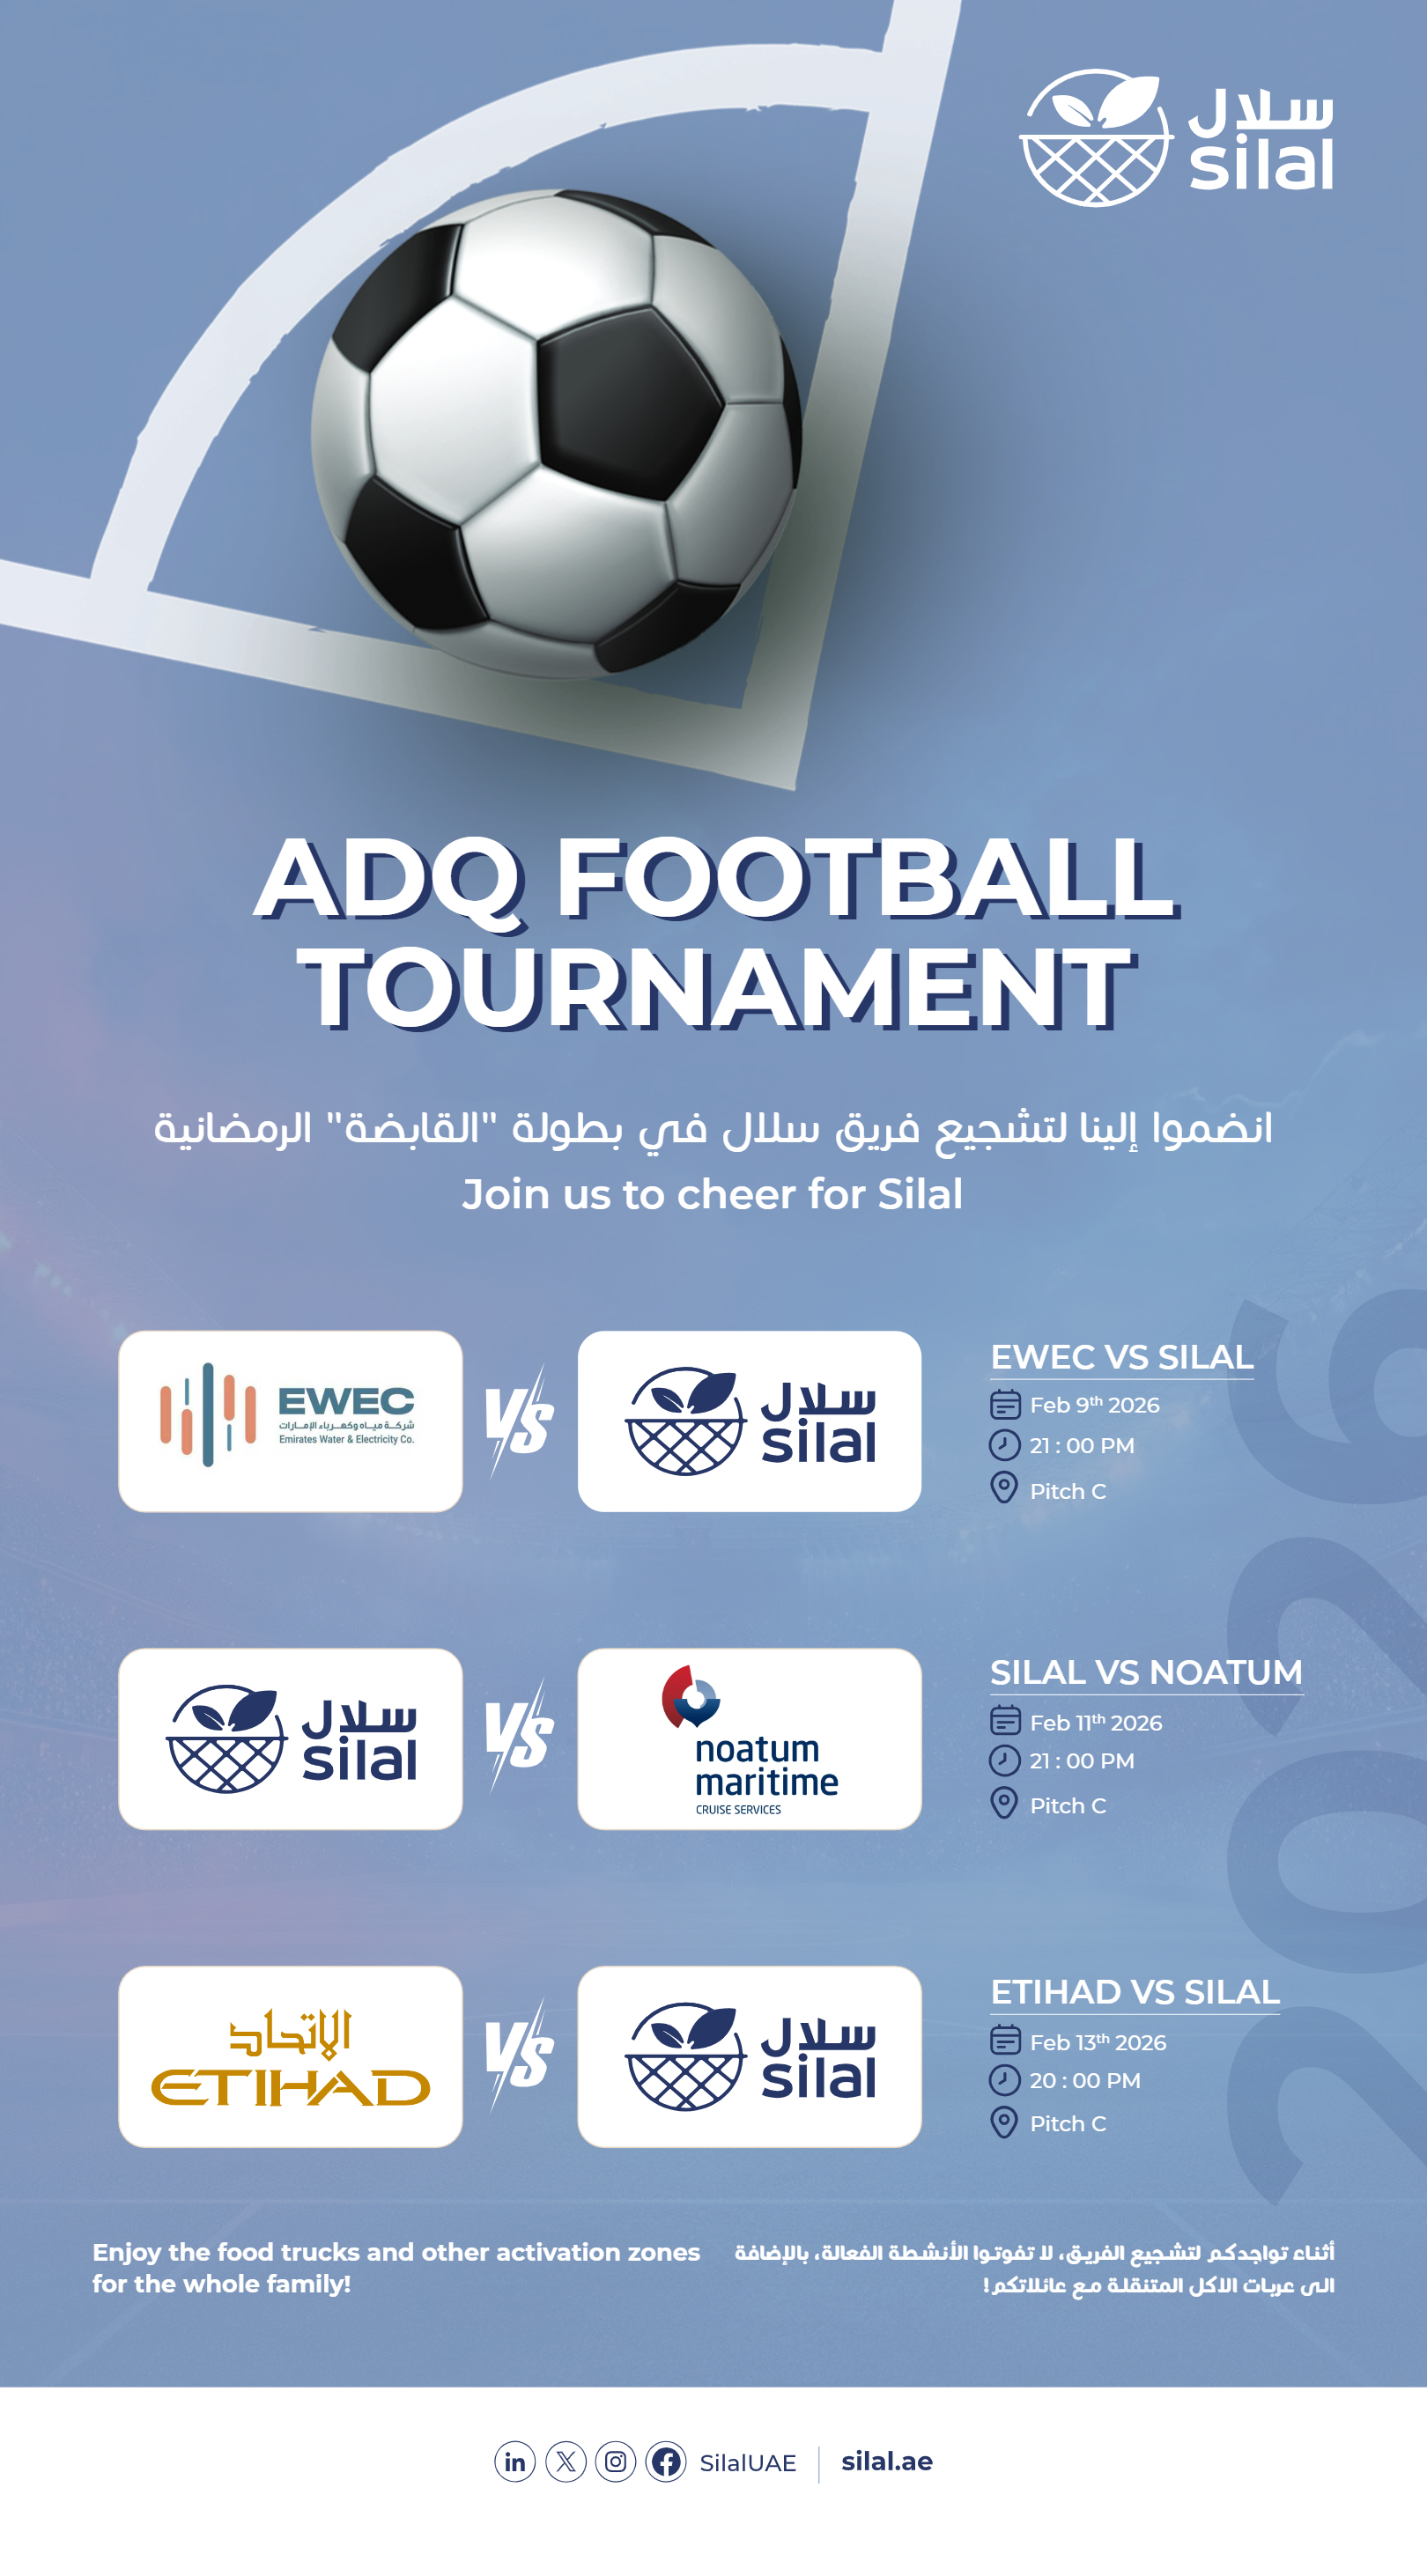 سلال
silal
ADQ FOOTBALL
TOURNAMENT
انضموا إلينا لتشجيع فريق سلال في بطولة "القابضة" الرمضانية
Join us to cheer for Silal
EWEC
شركة مياه وكهرباء الإمارات
Emirates Water & Electricity Co.
VS
سلال
silal
EWEC VS SILAL
Feb 9th 2026
21 : 00 PM
Pitch C
سلال
silal
VS
noatum
maritime
CRUISE SERVICES
SILAL VS NOATUM
Feb 11th 2026
21 : 00 PM
Pitch C
الإتحاد
ETIHAD
VS
سلال
silal
ETIHAD VS SILAL
Feb 13th 2026
20 : 00 PM
Pitch C
2026
Enjoy the food trucks and other activation zones
for the whole family!
أثناء تواجدكم لتشجيع الفريق، لا تفوتوا الأنشطة الفعالة، بالإضافة
الى عربات الاكل المتنقلة مع عائلاتكم!
in X f SilalUAE | silal.ae